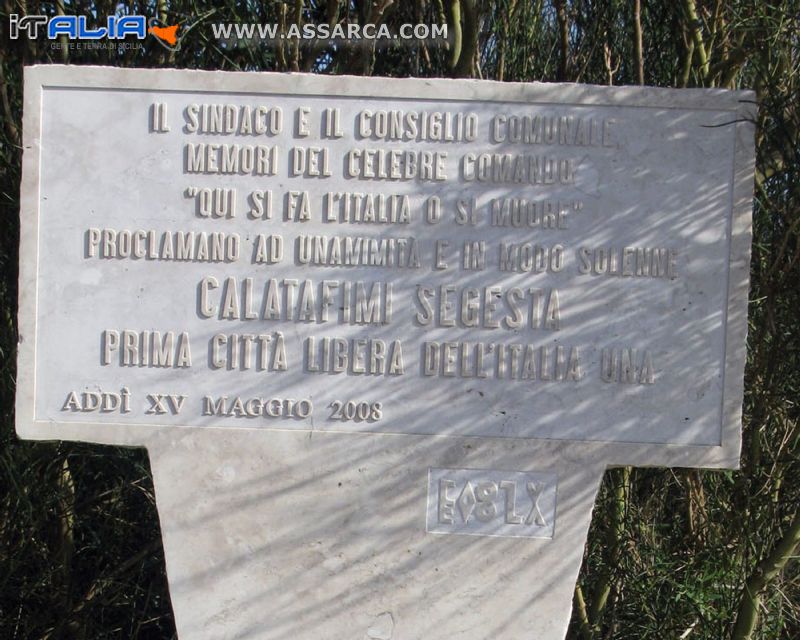 iTALIA
GENTE E TERRA DI SICILIA
WWW.ASSARCA.COM
IL SINDACO E IL CONSIGLIO COMUNALE,
MEMORI DEL CELEBRE COMANDO:
"QUI SI FA L'ITALIA O SI MUORE"
PROCLAMANO AD UNAMIMITÀ E IN MODO SOLENNE
CALATAFIMI SEGESTA
PRIMA CITTÀ LIBERA DELL'ITALIA UNA
ADDÌ XV MAGGIO 2008